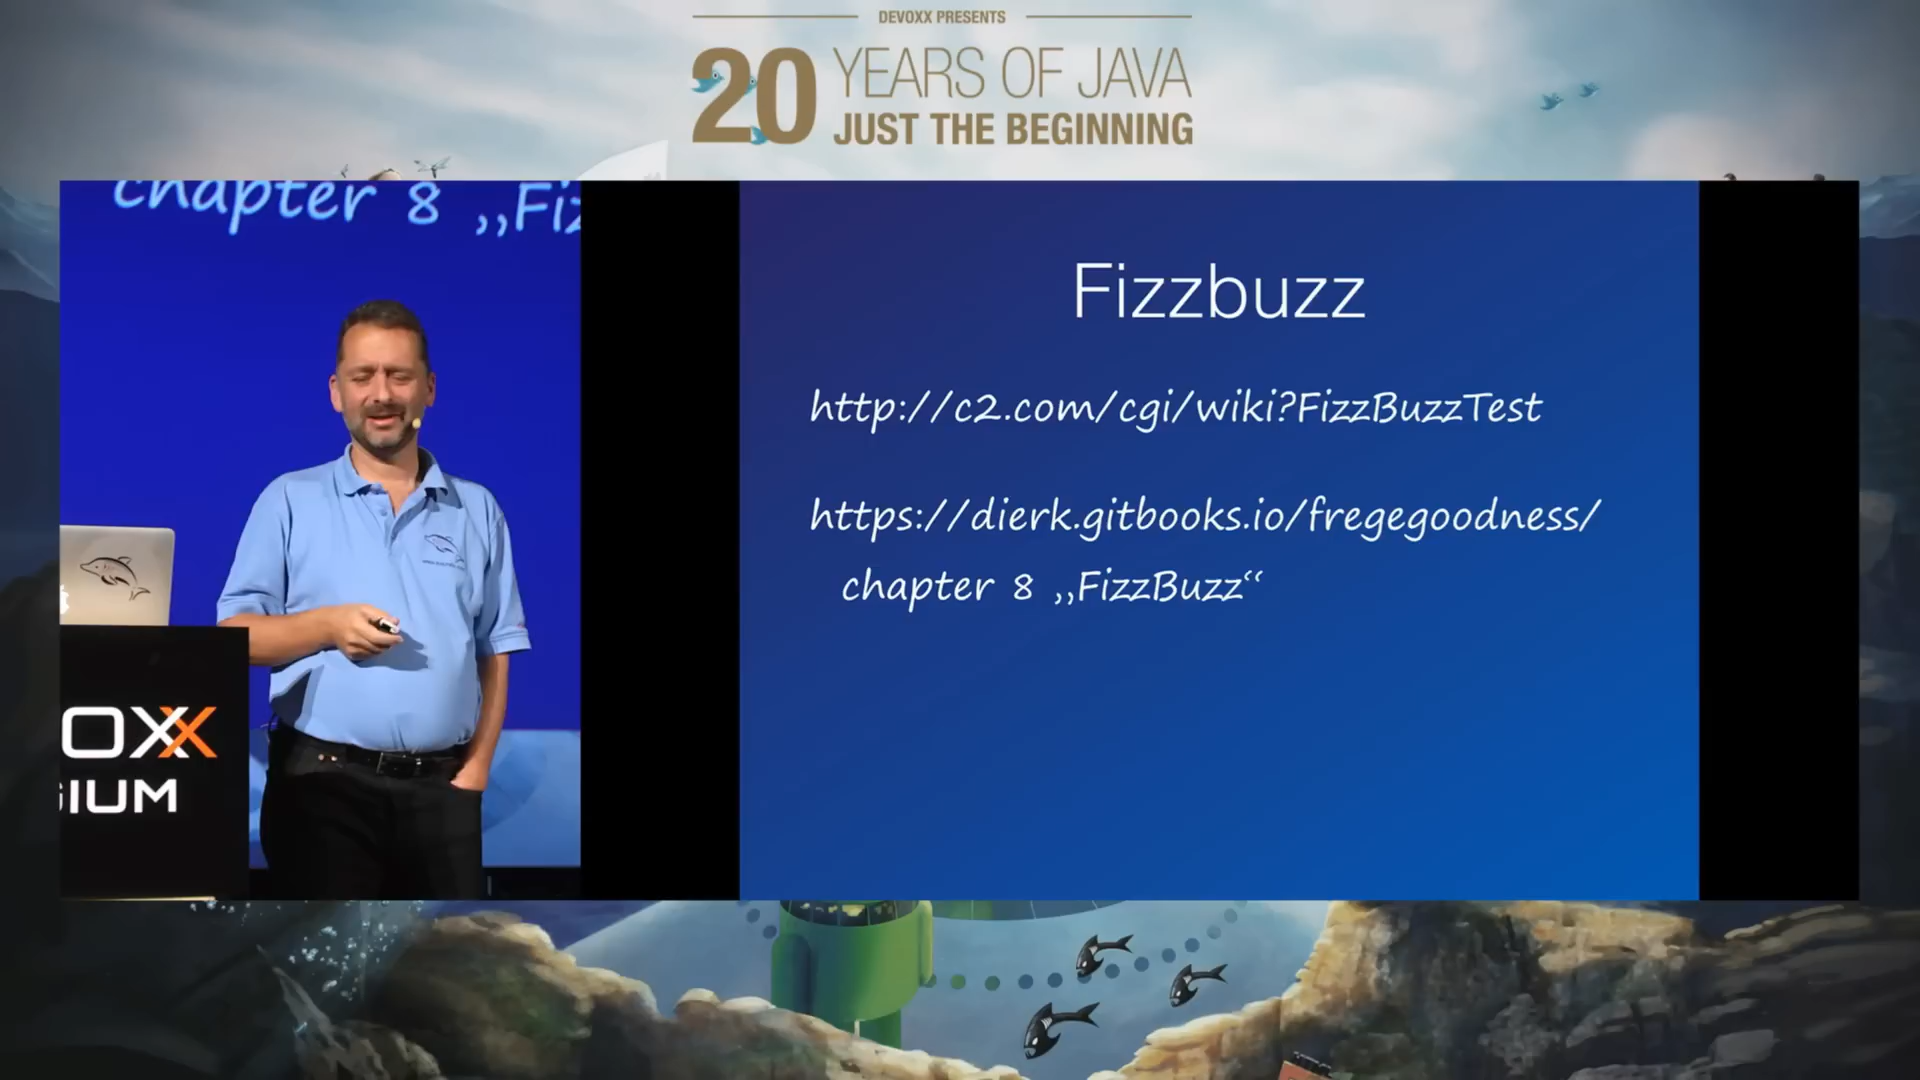 DEVOXX PRESENTS
20 YEARS OF JAVA
JUST THE BEGINNING
chapter 8 „Fiz
OXX
GIUM
Fizzbuzz
http://c2.com/cgi/wiki?FizzBuzzTest
https://dierk.gitbooks.io/fregegoodness/
chapter 8 „FizzBuzz“